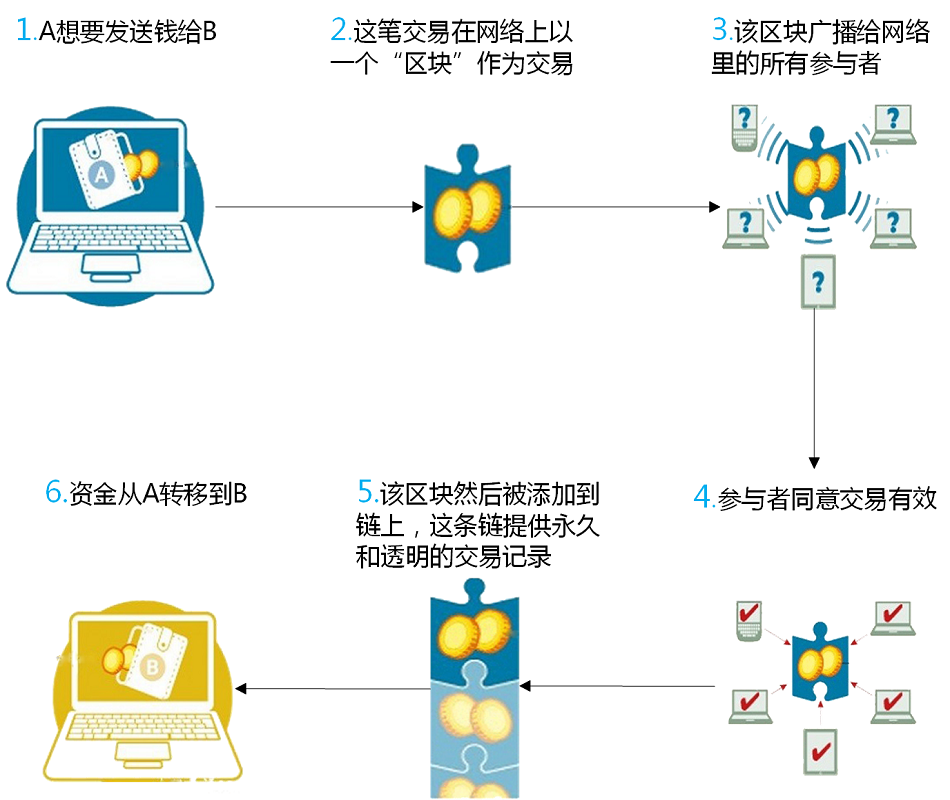 1.A想要发送钱给B
2.这笔交易在网络上以
一个“区块”作为交易
3.该区块广播给网络
里的所有参与者
A
?
?
?
?
?
6.资金从A转移到B
5.该区块然后被添加到
链上，这条链提供永久
和透明的交易记录
4.参与者同意交易有效
B